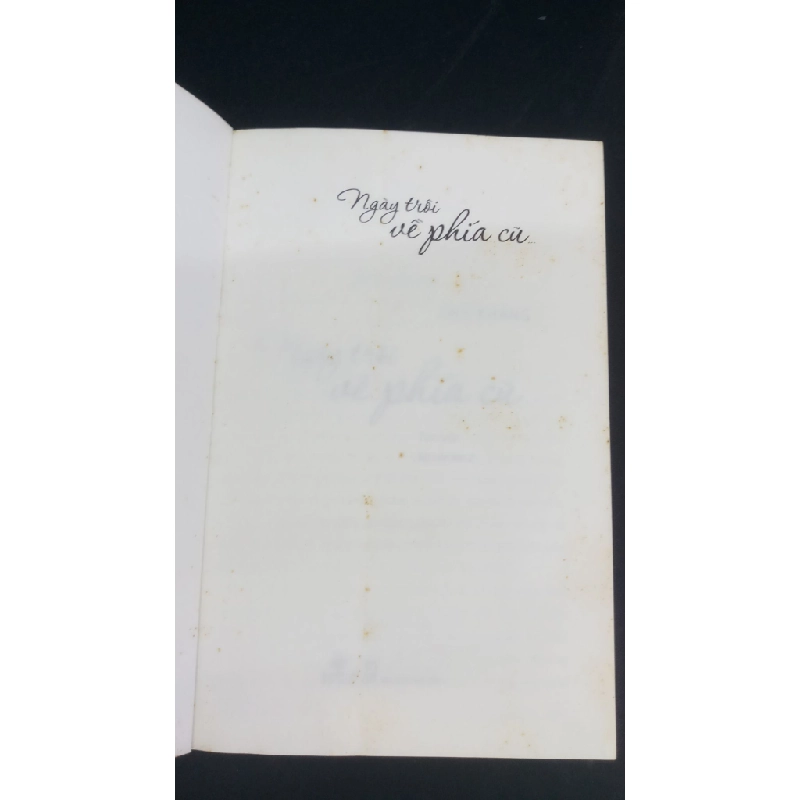 Ngày trôi
về phía cũ...